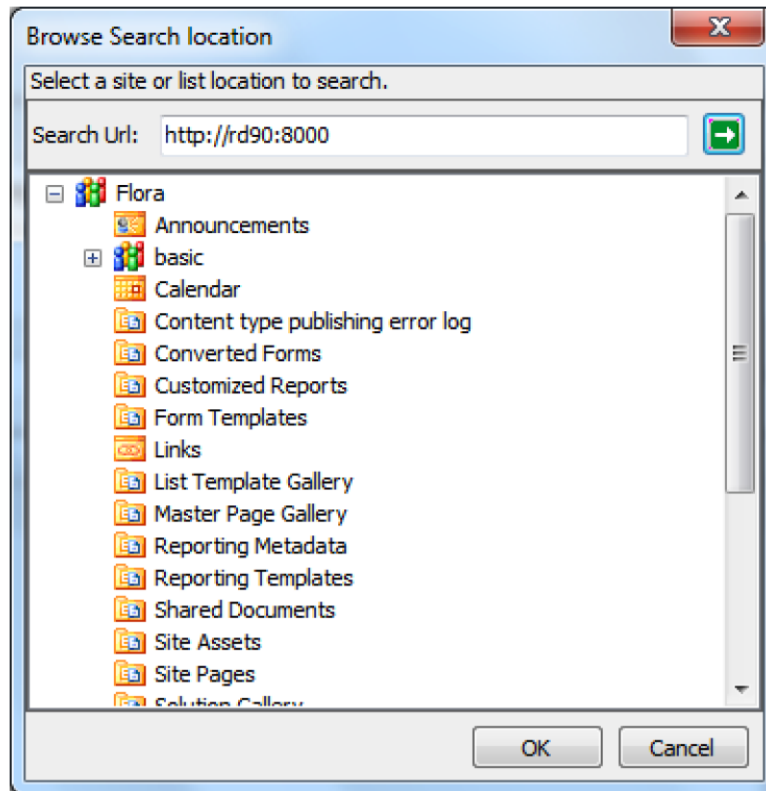 Browse Search location
Select a site or list location to search.
Search Url: http://rd90:8000
Flora
Announcements
basic
Calendar
Content type publishing error log
Converted Forms
Customized Reports
Form Templates
Links
List Template Gallery
Master Page Gallery
Reporting Metadata
Reporting Templates
Shared Documents
Site Assets
Site Pages
Solution Gallery
OK Cancel